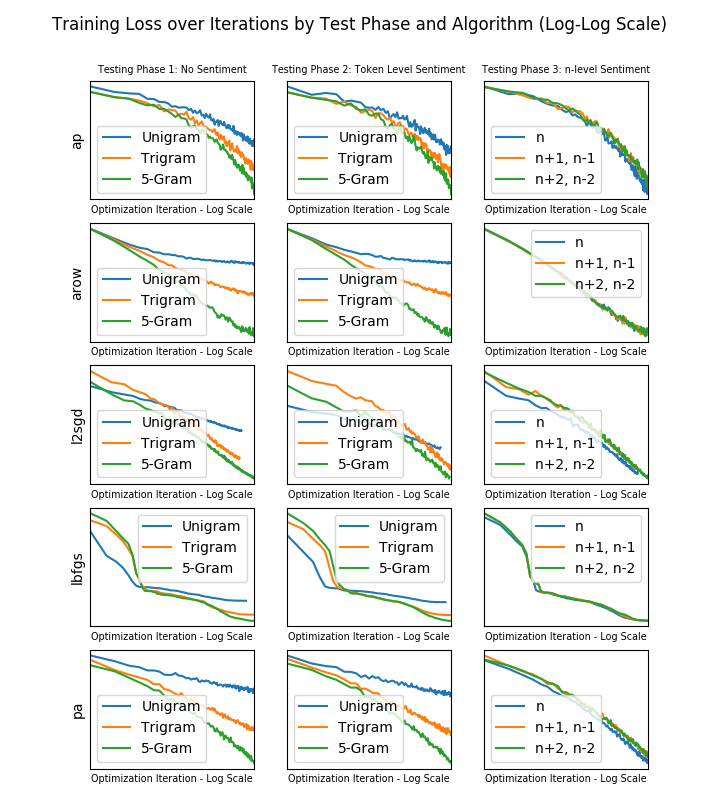 Training Loss over Iterations by Test Phase and Algorithm (Log-Log Scale)
Testing Phase 1: No Sentiment
Testing Phase 2: Token Level Sentiment
Testing Phase 3: n-level Sentiment
ap
Unigram
Trigram
5-Gram
Optimization Iteration - Log Scale
Unigram
Trigram
5-Gram
Optimization Iteration - Log Scale
n
n+1, n-1
n+2, n-2
Optimization Iteration - Log Scale
arow
Unigram
Trigram
5-Gram
Optimization Iteration - Log Scale
Unigram
Trigram
5-Gram
Optimization Iteration - Log Scale
n
n+1, n-1
n+2, n-2
Optimization Iteration - Log Scale
l2sgd
Unigram
Trigram
5-Gram
Optimization Iteration - Log Scale
Unigram
Trigram
5-Gram
Optimization Iteration - Log Scale
n
n+1, n-1
n+2, n-2
Optimization Iteration - Log Scale
lbfgs
Unigram
Trigram
5-Gram
Optimization Iteration - Log Scale
Unigram
Trigram
5-Gram
Optimization Iteration - Log Scale
n
n+1, n-1
n+2, n-2
Optimization Iteration - Log Scale
pa
Unigram
Trigram
5-Gram
Optimization Iteration - Log Scale
Unigram
Trigram
5-Gram
Optimization Iteration - Log Scale
n
n+1, n-1
n+2, n-2
Optimization Iteration - Log Scale